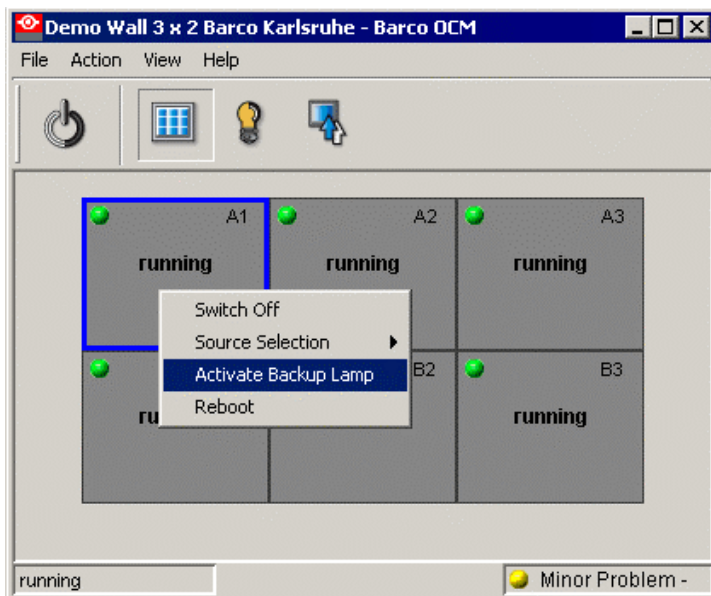 Demo Wall 3 x 2 Barco Karlsruhe - Barco OCM
File Action View Help
A1 A2 A3
running running running
Switch Off
Source Selection
Activate Backup Lamp
Reboot
B2 B3
ru running
running Minor Problem -